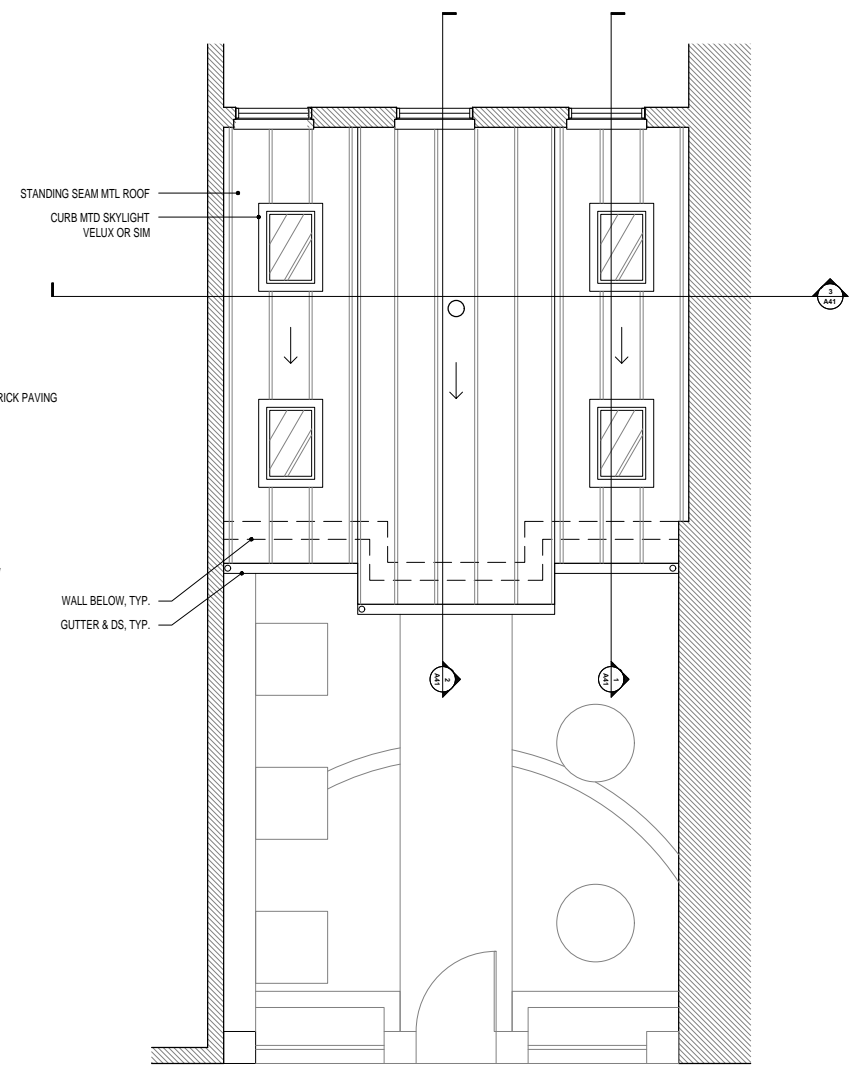 STANDING SEAM MTL ROOF
CURB MTD SKYLIGHT
VELUX OR SIM
3
A41
RICK PAVING
WALL BELOW, TYP.
GUTTER & DS, TYP.
2
A41
1
A41